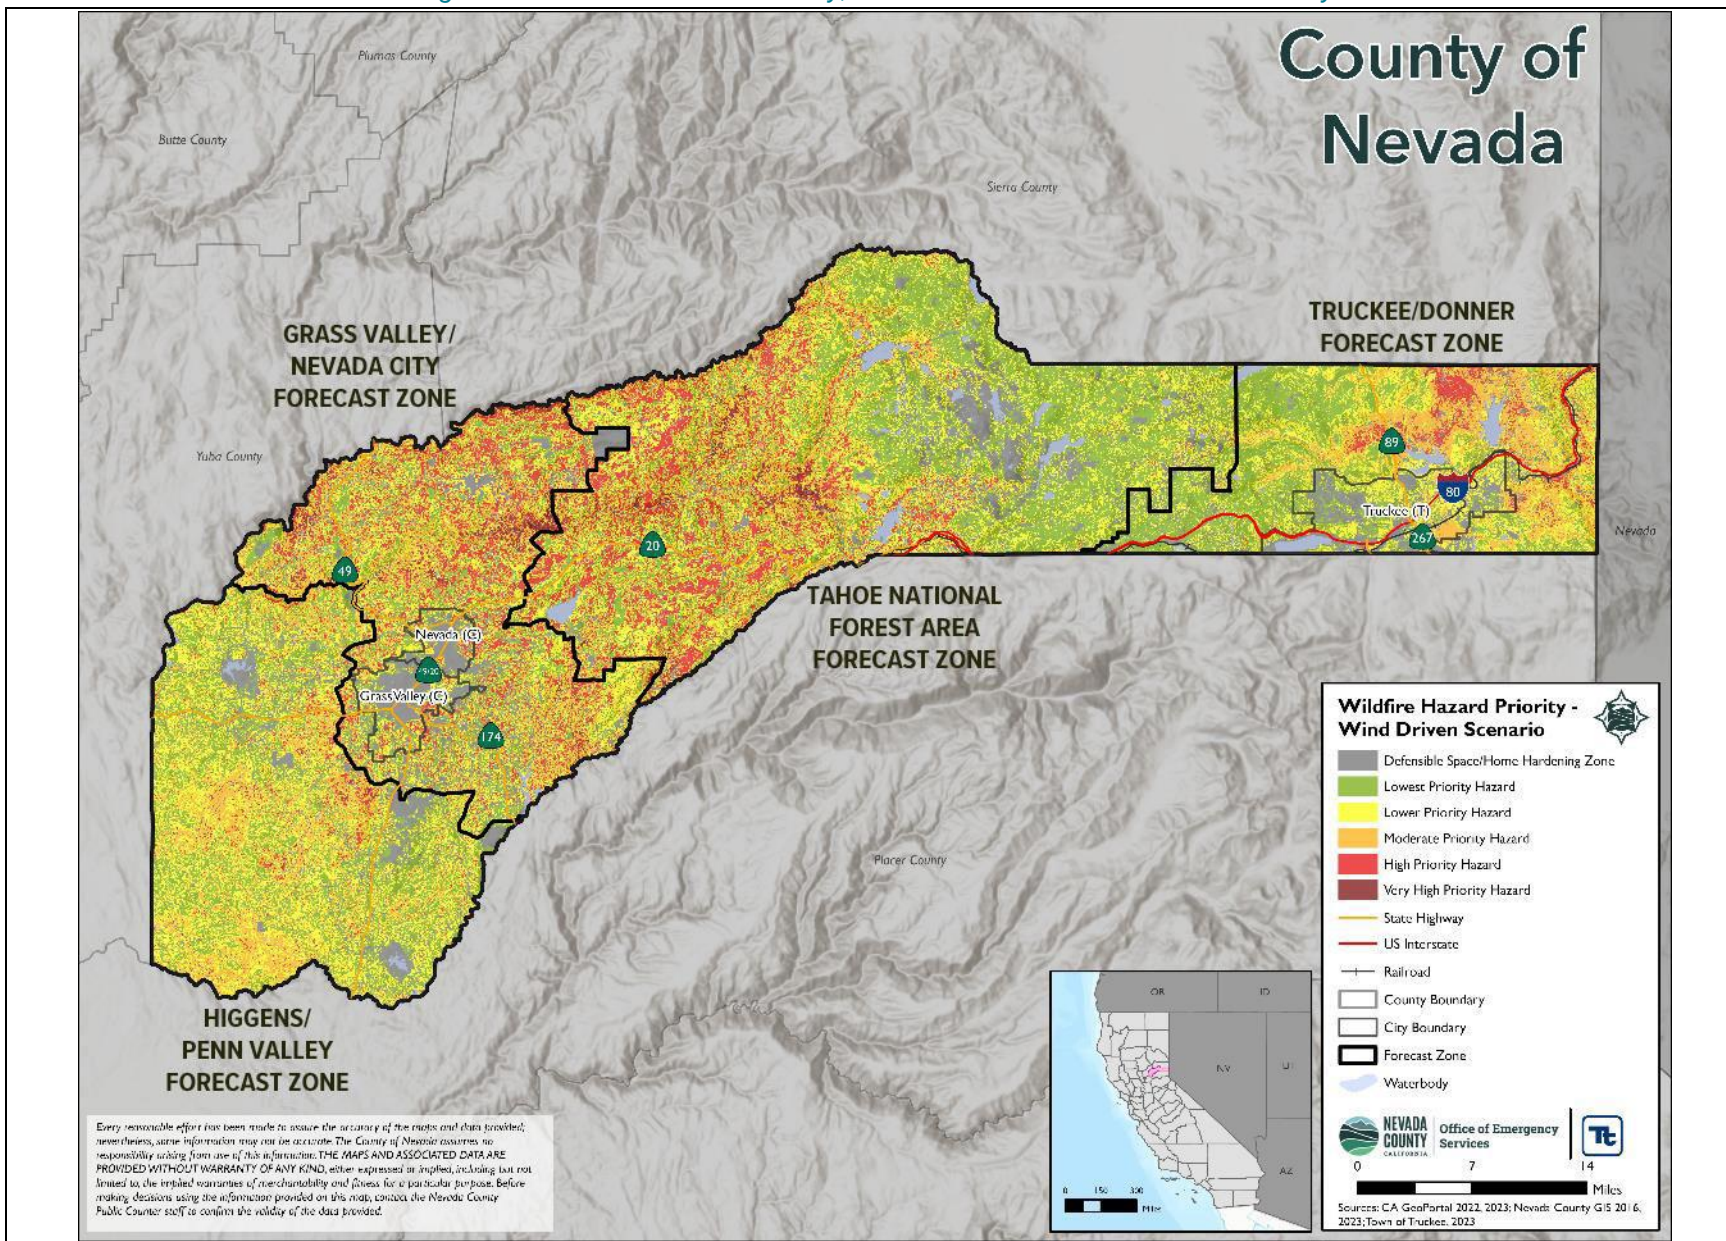 County of
Nevada
Plumas County
Butte County
Sierra County
Yuba County
Placer County
Nevada
GRASS VALLEY/
NEVADA CITY
FORECAST ZONE
TRUCKEE/DONNER
FORECAST ZONE
TAHOE NATIONAL
FOREST AREA
FORECAST ZONE
HIGGENS/
PENN VALLEY
FORECAST ZONE
89
80
Truckee (T)
267
20
49
Nevada (C)
49/20
Grass Valley (C)
174
Wildfire Hazard Priority -
Wind Driven Scenario
Defensible Space/Home Hardening Zone
Lowest Priority Hazard
Lower Priority Hazard
Moderate Priority Hazard
High Priority Hazard
Very High Priority Hazard
State Highway
US Interstate
Railroad
County Boundary
City Boundary
Forecast Zone
Waterbody
NEVADA
COUNTY
CALIFORNIA
Office of Emergency
Services
Tt
0 7 14
Miles
Sources: CA GeoPortal 2022, 2023; Nevada County GIS 2016,
2023; Town of Truckee, 2023
OR
ID
NV
UT
AZ
0 150 300
Miles
Every reasonable effort has been made to assure the accuracy of the maps and data provided;
nevertheless, some information may not be accurate. The County of Nevada assumes no
responsibility arising from use of this information. THE MAPS AND ASSOCIATED DATA ARE
PROVIDED WITHOUT WARRANTY OF ANY KIND, either expressed or implied, including but not
limited to, the implied warranties of merchantability and fitness for a particular purpose. Before
making decisions using the information provided on this map, contact the Nevada County
Public Counter staff to confirm the validity of the data provided.